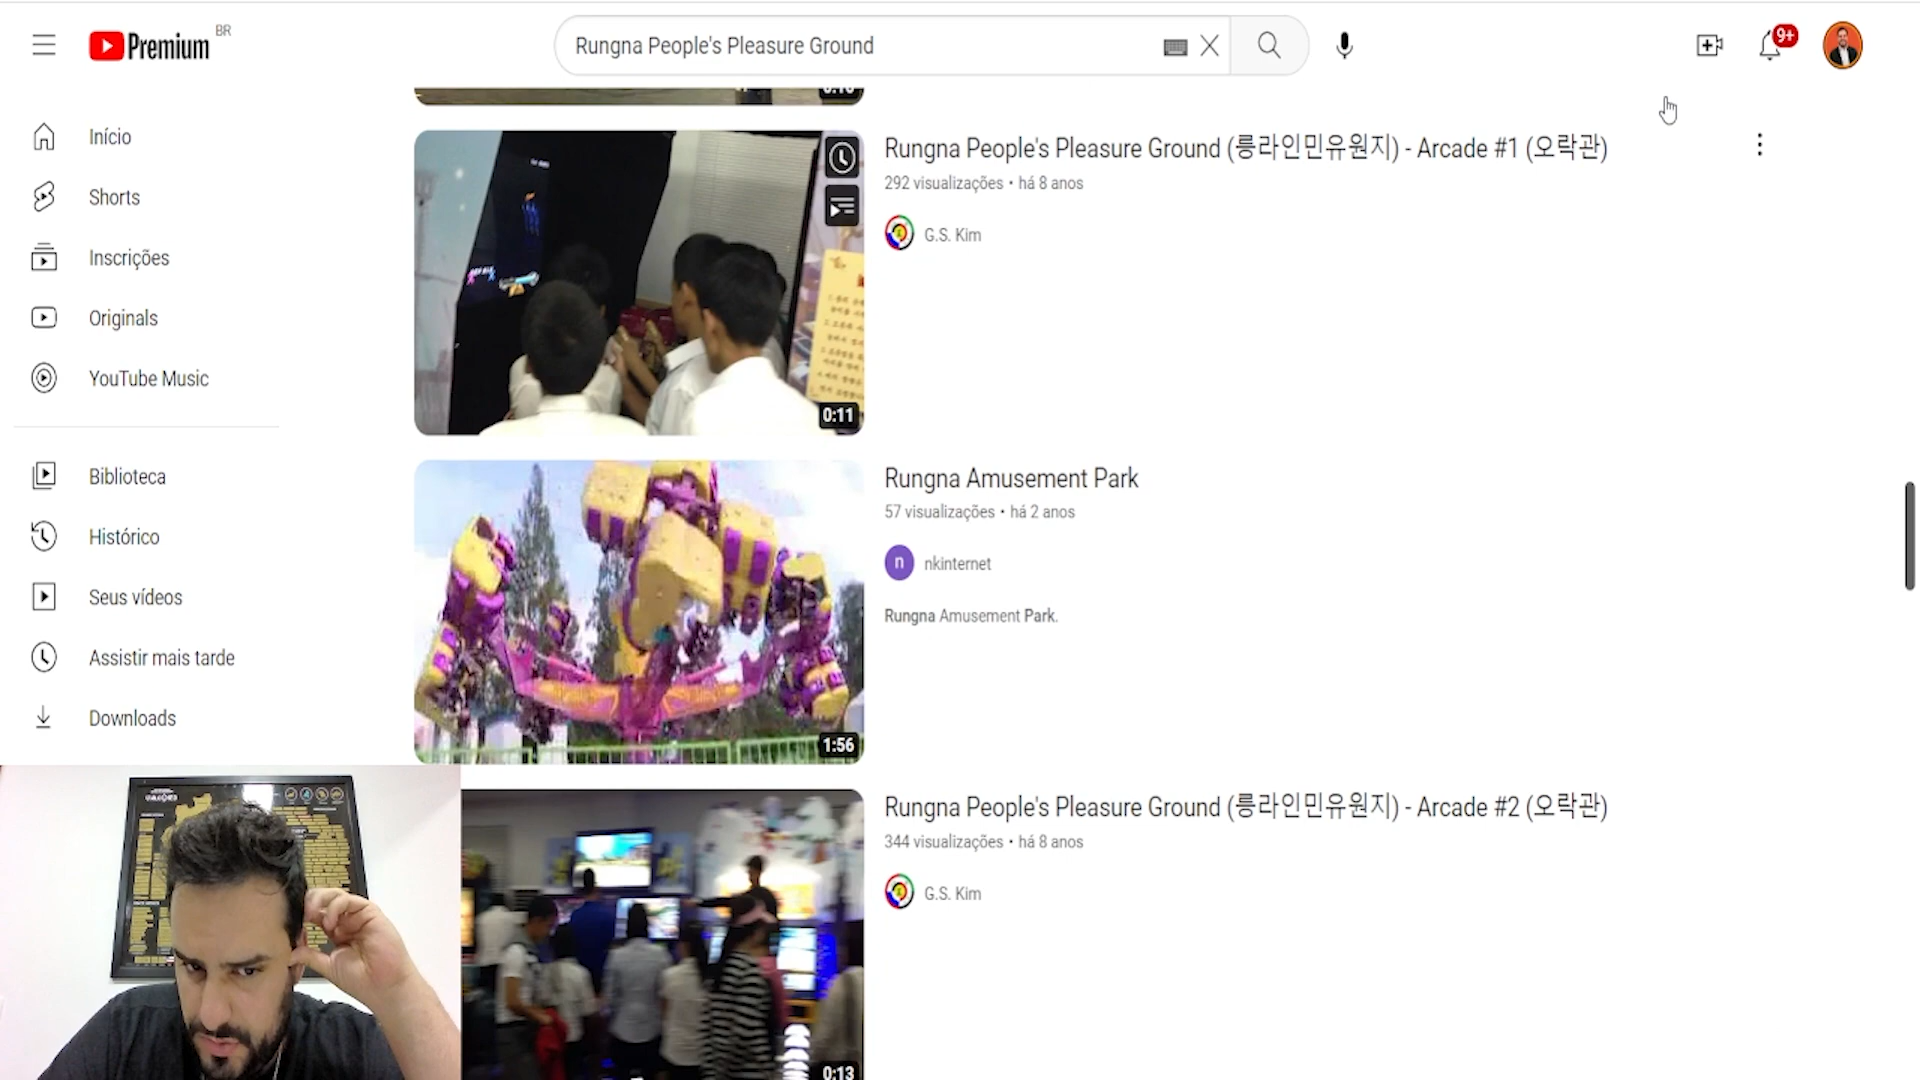 Premium BR
Rungna People's Pleasure Ground
9+
Início
Shorts
Inscrições
Originals
YouTube Music
Biblioteca
Histórico
Seus vídeos
Assistir mais tarde
Downloads
Rungna People's Pleasure Ground (릉라인민유원지) - Arcade #1 (오락관)
292 visualizações • há 8 anos
G.S. Kim
0:11
Rungna Amusement Park
57 visualizações • há 2 anos
n nkinternet
Rungna Amusement Park.
1:56
Rungna People's Pleasure Ground (릉라인민유원지) - Arcade #2 (오락관)
344 visualizações • há 8 anos
G.S. Kim
0:13